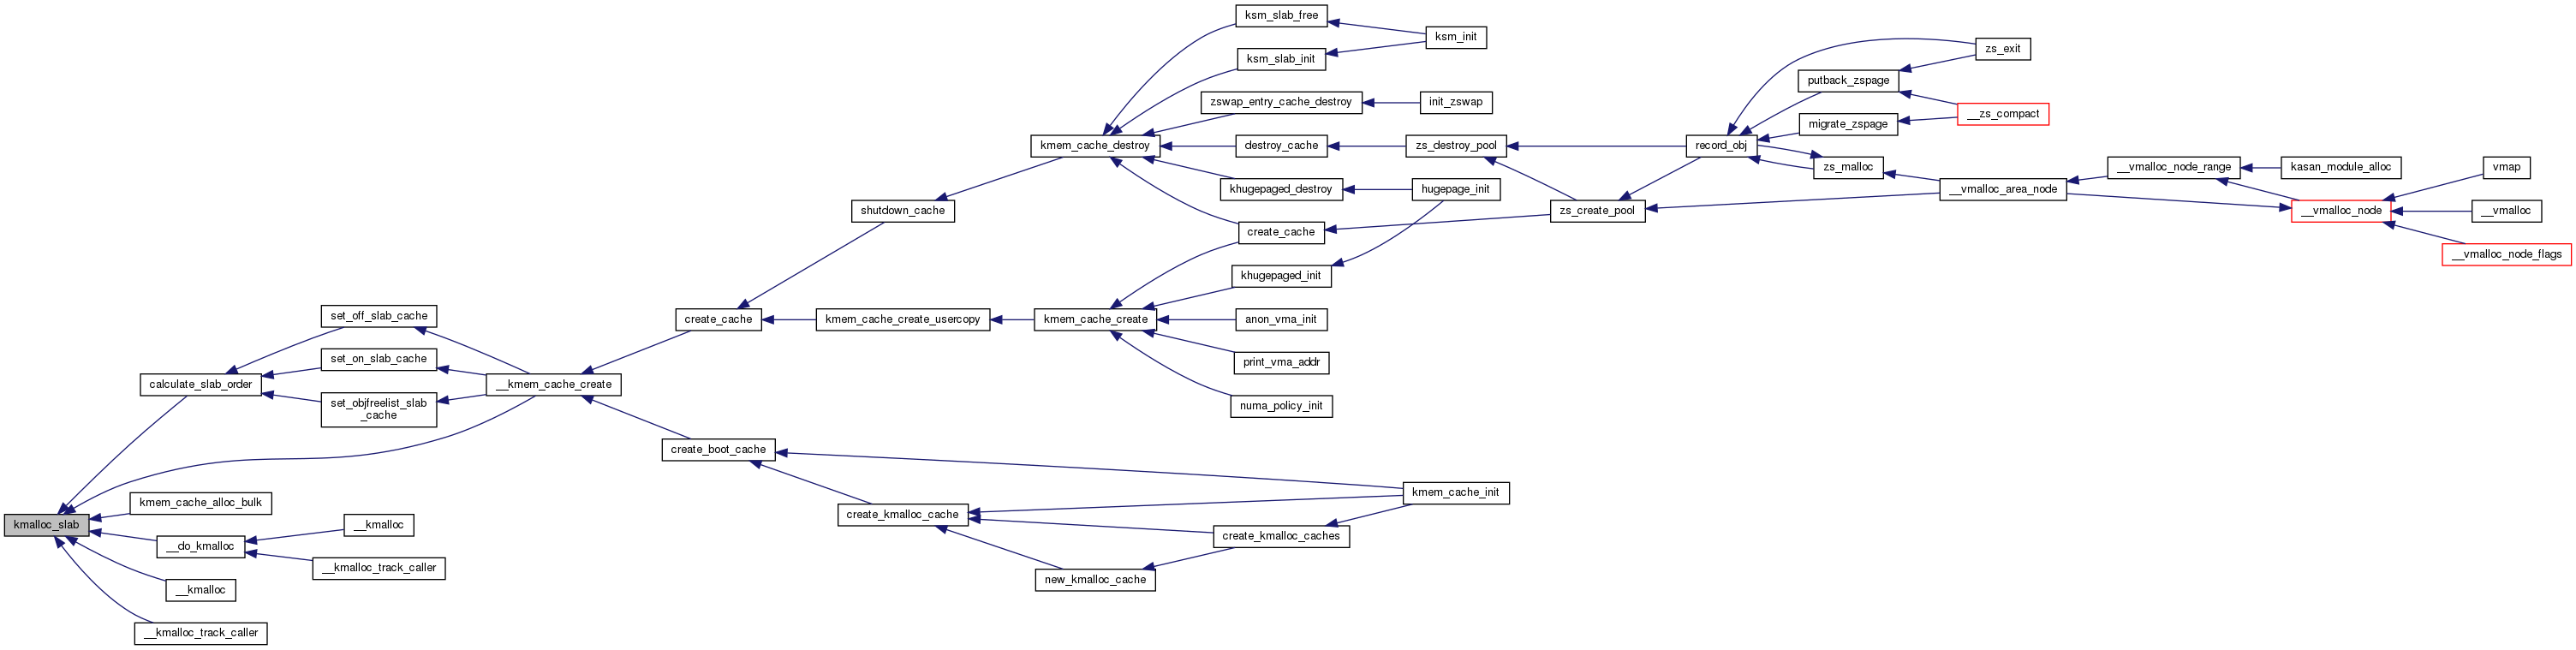 kmalloc_slab
calculate_slab_order
kmem_cache_alloc_bulk
__do_kmalloc
__kmalloc
__kmalloc_track_caller
set_off_slab_cache
set_on_slab_cache
set_objfreelist_slab
_cache
__kmalloc
__kmalloc_track_caller
__kmem_cache_create
create_cache
create_boot_cache
shutdown_cache
kmem_cache_create_usercopy
create_kmalloc_cache
kmem_cache_destroy
kmem_cache_create
new_kmalloc_cache
ksm_slab_free
ksm_slab_init
zswap_entry_cache_destroy
destroy_cache
khugepaged_destroy
create_cache
khugepaged_init
anon_vma_init
print_vma_addr
numa_policy_init
create_kmalloc_caches
ksm_init
init_zswap
zs_destroy_pool
hugepage_init
kmem_cache_init
zs_create_pool
record_obj
zs_exit
putback_zspage
migrate_zspage
zs_malloc
__zs_compact
__vmalloc_area_node
__vmalloc_node_range
kasan_module_alloc
__vmalloc_node
vmap
__vmalloc
__vmalloc_node_flags